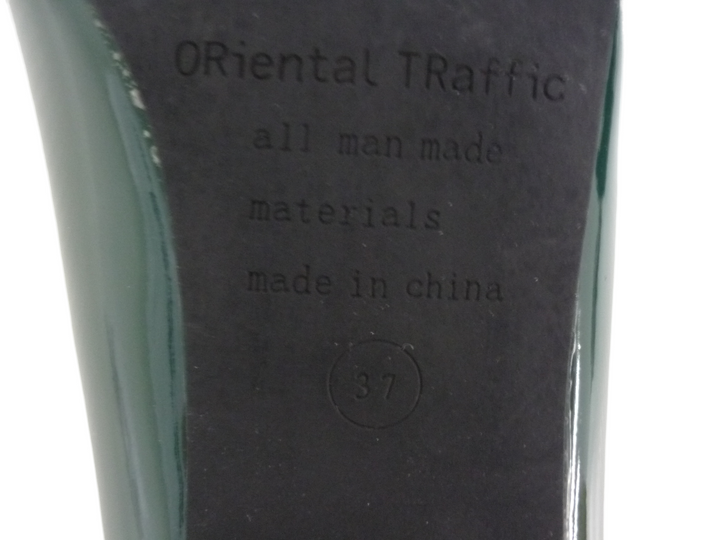 ORiental TRaffic
all man made
materials
made in china
37